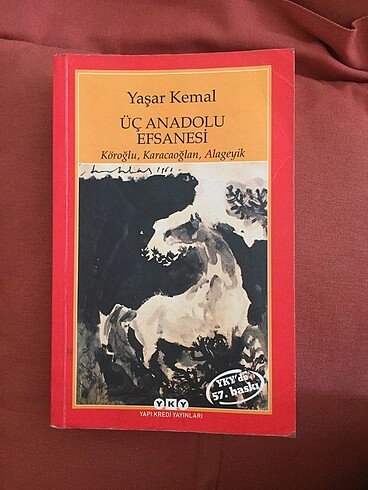 Yaşar Kemal
ÜÇ ANADOLU
EFSANESİ
Köroğlu, Karacaoğlan, Alageyik
YKY'de
57. baskı
YKY
YAPI KREDİ YAYINLARI